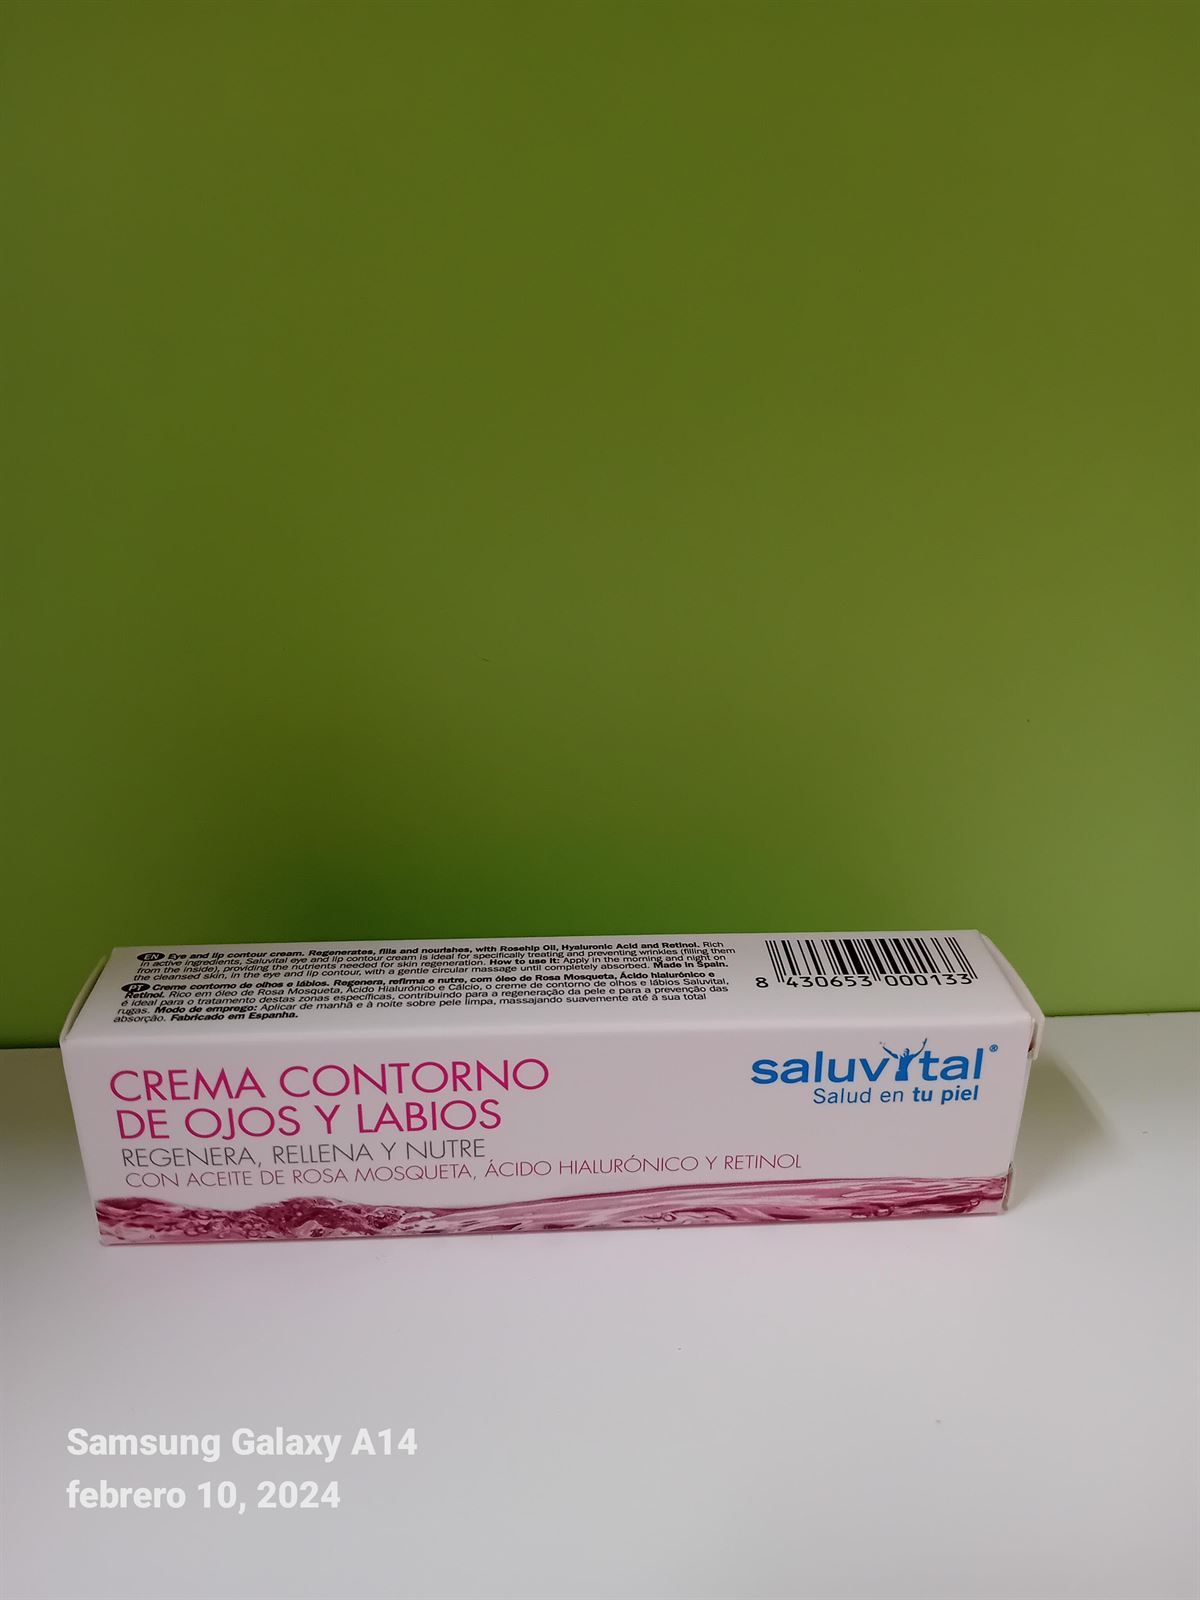 EN Eye and lip contour cream. Regenerates, fills and nourishes, with Rosehip Oil, Hyaluronic Acid and Retinol. Rich
in active ingredients, Saluvital eye and lip contour cream is ideal for specifically treating and preventing wrinkles (filling them
from the inside), providing the nutrients needed for skin regeneration. How to use it: Apply in the morning and night on
the cleansed skin, in the eye and lip contour, with a gentle circular massage until completely absorbed. Made in Spain.
PT Creme contorno de olhos e lábios. Regenera, refirma e nutre, com óleo de Rosa Mosqueta, Ácido hialurónico e
Retinol. Rico em óleo de Rosa Mosqueta, Ácido Hialurónico e Cálcio, o creme de contorno de olhos e lábios Saluvital,
é ideal para o tratamento destas zonas específicas, contribuindo para a regeneração da pele e para a prevenção das
rugas. Modo de emprego: Aplicar de manhã e à noite sobre pele limpa, massajando suavemente até à sua total
absorção. Fabricado em Espanha.
8 430653 000133
CREMA CONTORNO
DE OJOS Y LABIOS
REGENERA, RELLENA Y NUTRE
CON ACEITE DE ROSA MOSQUETA, ÁCIDO HIALURÓNICO Y RETINOL
saluvital®
Salud en tu piel
Samsung Galaxy A14
febrero 10, 2024